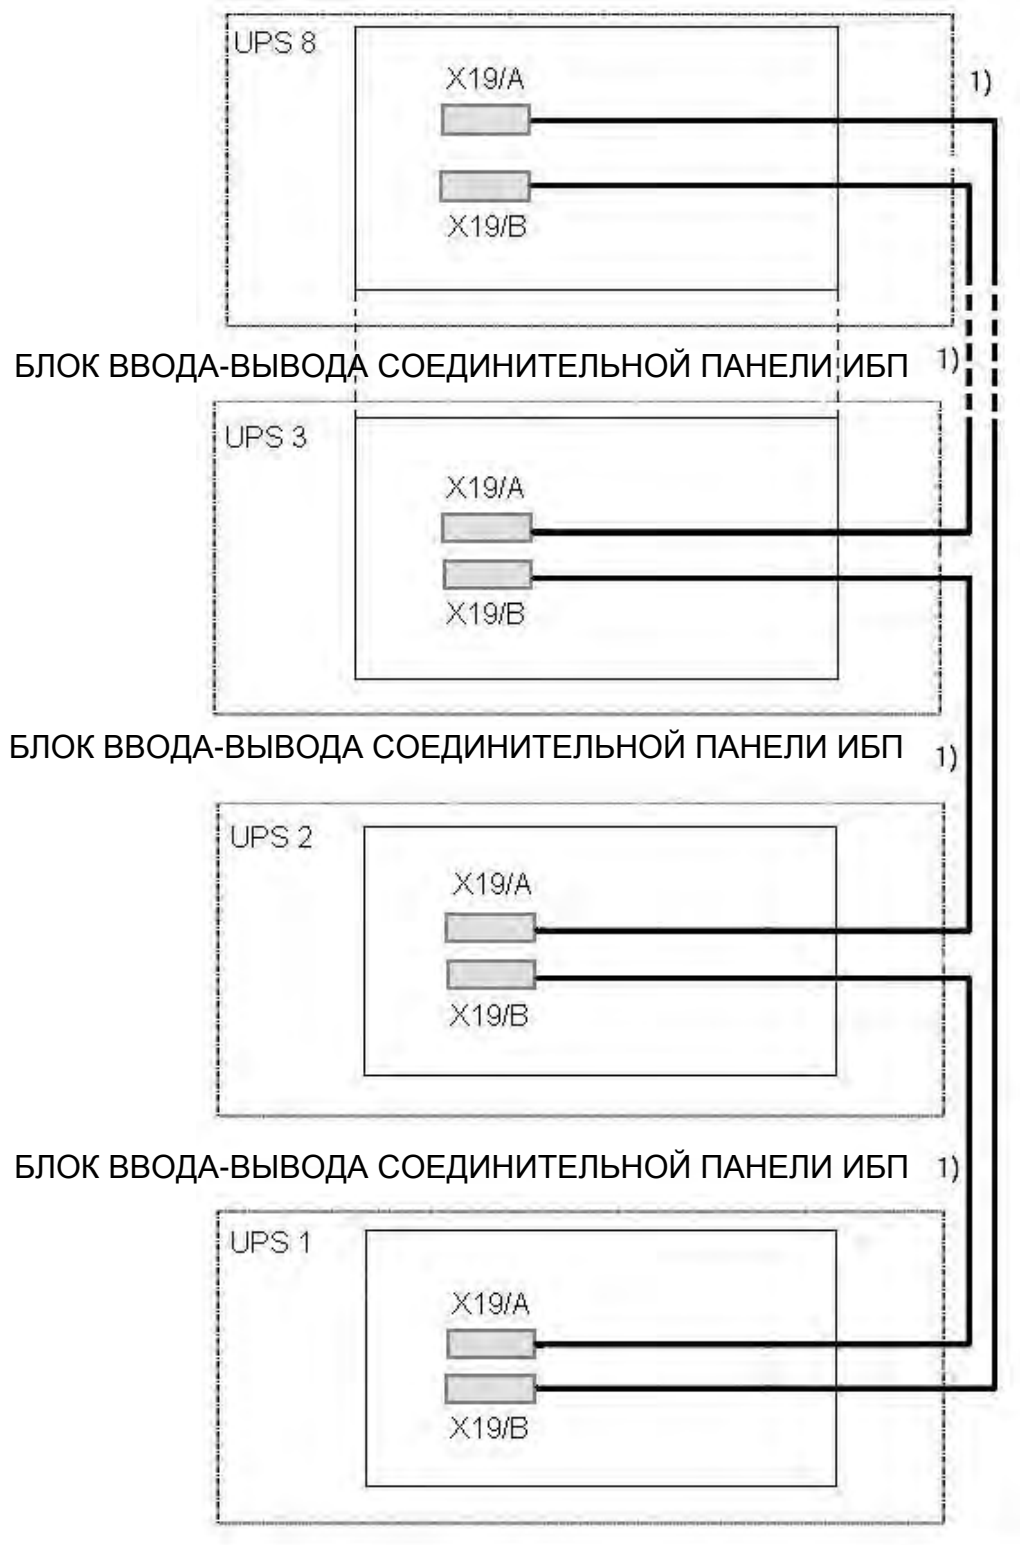 UPS 8
X19/A
1)
X19/B
БЛОК ВВОДА-ВЫВОДА СОЕДИНИТЕЛЬНОЙ ПАНЕЛИ ИБП 1)
UPS 3
X19/A
X19/B
БЛОК ВВОДА-ВЫВОДА СОЕДИНИТЕЛЬНОЙ ПАНЕЛИ ИБП 1)
UPS 2
X19/A
X19/B
БЛОК ВВОДА-ВЫВОДА СОЕДИНИТЕЛЬНОЙ ПАНЕЛИ ИБП 1)
UPS 1
X19/A
X19/B